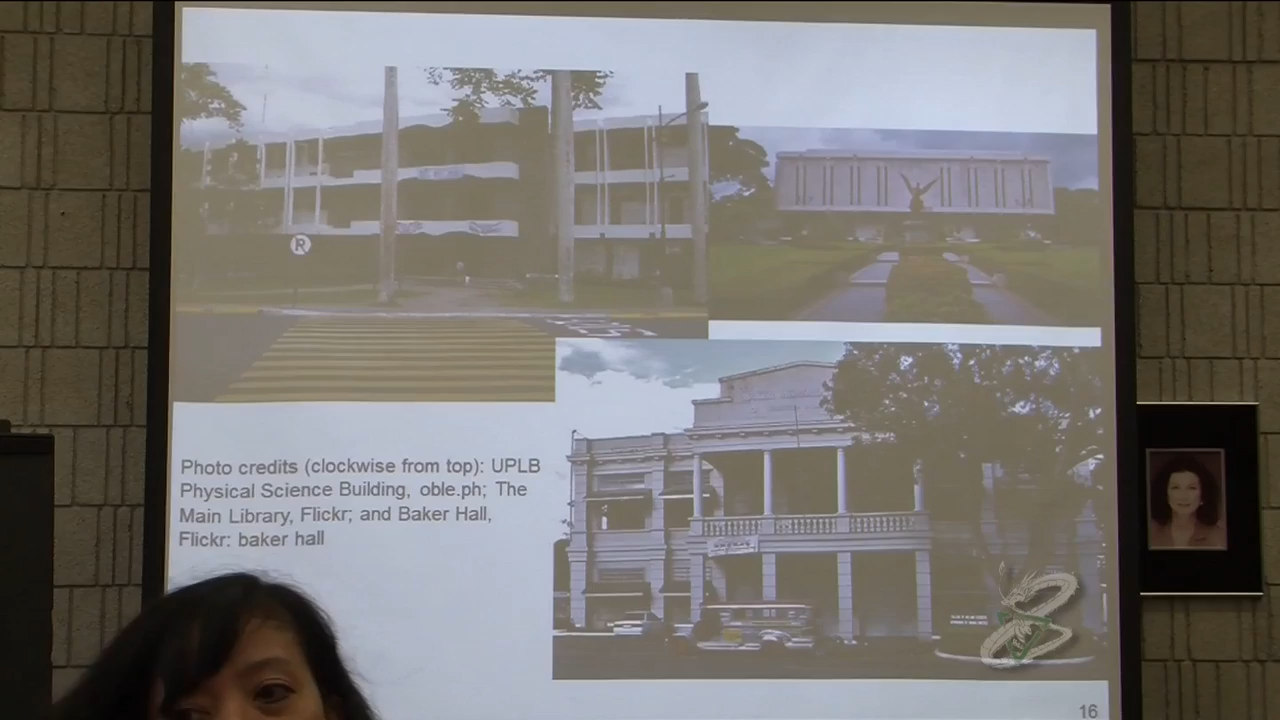 R
Photo credits (clockwise from top): UPLB
Physical Science Building, oble.ph; The
Main Library, Flickr; and Baker Hall,
Flickr: baker hall
16